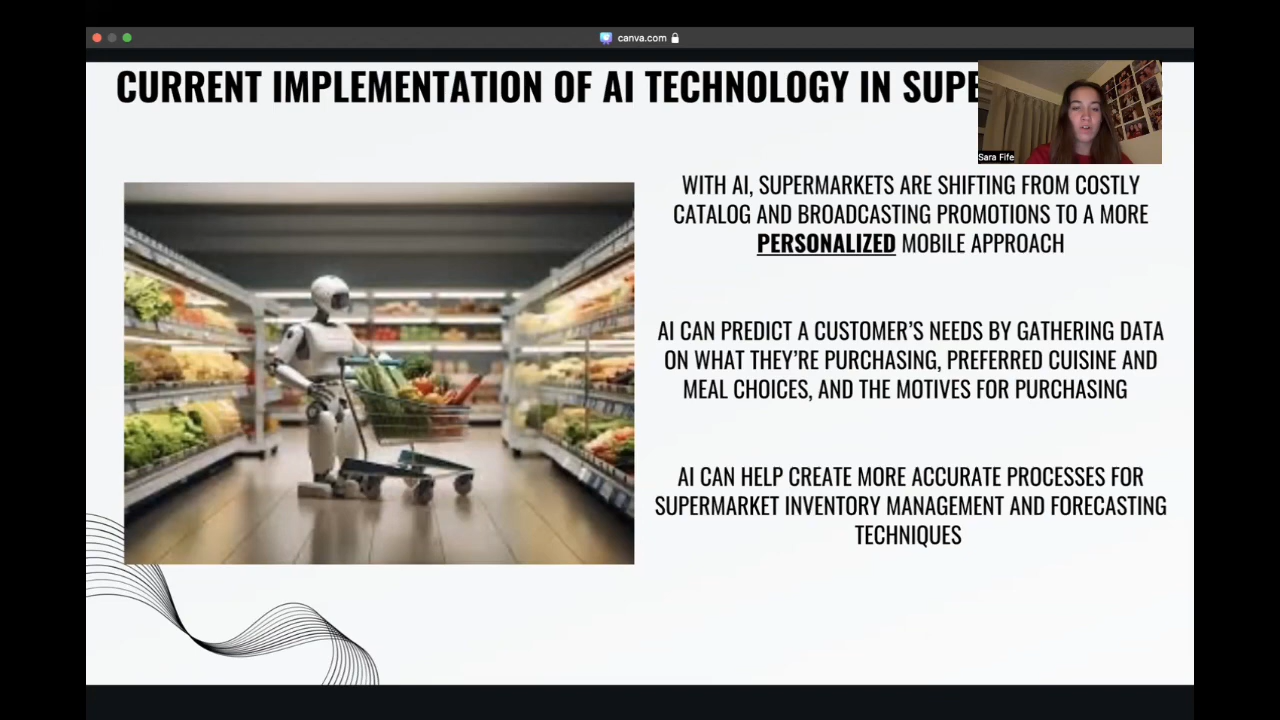 canva.com
CURRENT IMPLEMENTATION OF AI TECHNOLOGY IN SUPE
Sara Fife
WITH AI, SUPERMARKETS ARE SHIFTING FROM COSTLY
CATALOG AND BROADCASTING PROMOTIONS TO A MORE
PERSONALIZED MOBILE APPROACH
AI CAN PREDICT A CUSTOMER'S NEEDS BY GATHERING DATA
ON WHAT THEY'RE PURCHASING, PREFERRED CUISINE AND
MEAL CHOICES, AND THE MOTIVES FOR PURCHASING
AI CAN HELP CREATE MORE ACCURATE PROCESSES FOR
SUPERMARKET INVENTORY MANAGEMENT AND FORECASTING
TECHNIQUES